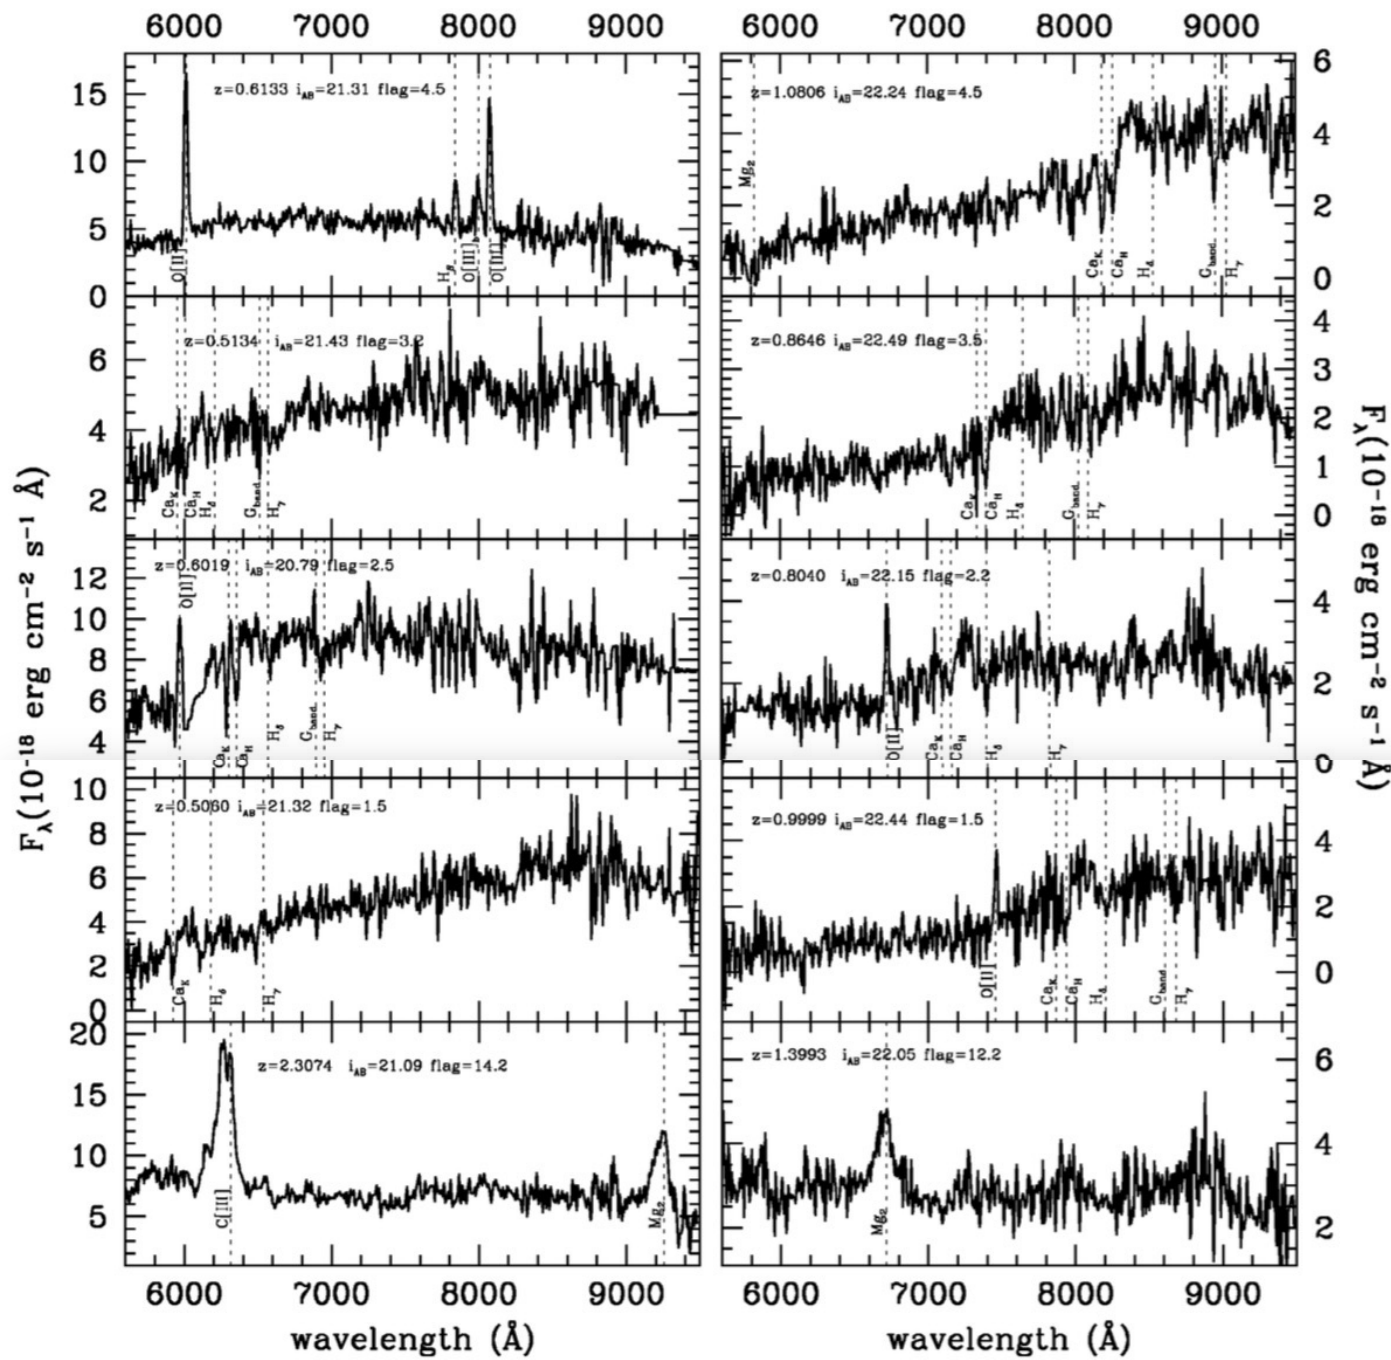 6000 7000 8000 9000 6000 7000 8000 9000
z=0.6133 i_AB=21.31 flag=4.5
15
10
5
0
O[II] H_β O[III]_a O[II]
z=1.0806 i_AB=22.24 flag=4.5
6
4
2
0
Mg_2 Ca_K Ca_H H_δ G_band H_γ
z=0.5134 i_AB=21.43 flag=3.2
6
4
2
Ca_K Ca_H H_δ G_band H_γ
z=0.8646 i_AB=22.49 flag=3.5
4
3
2
1
0
Ca_K Ca_H H_δ G_band H_γ
z=0.6019 i_AB=20.79 flag=2.5
12
10
8
6
4
O[II] Ca_K Ca_H H_δ G_band H_γ
z=0.8040 i_AB=22.15 flag=2.2
4
2
0
O[II] Ca_K Ca_H H_δ H_γ
z=0.5060 i_AB=21.32 flag=1.5
10
8
6
4
2
0
Ca_K H_δ H_γ
z=0.9999 i_AB=22.44 flag=1.5
4
2
0
O[II] Ca_K Ca_H H_δ G_band H_γ
z=2.3074 i_AB=21.09 flag=14.2
20
15
10
5
C[III] Mg_2
z=1.3993 i_AB=22.05 flag=12.2
6
4
2
Mg_2
6000 7000 8000 9000 6000 7000 8000 9000
wavelength (Å) wavelength (Å)
F_λ(10⁻¹⁸ erg cm⁻² s⁻¹ Å)
F_λ(10⁻¹⁸ erg cm⁻² s⁻¹ Å)